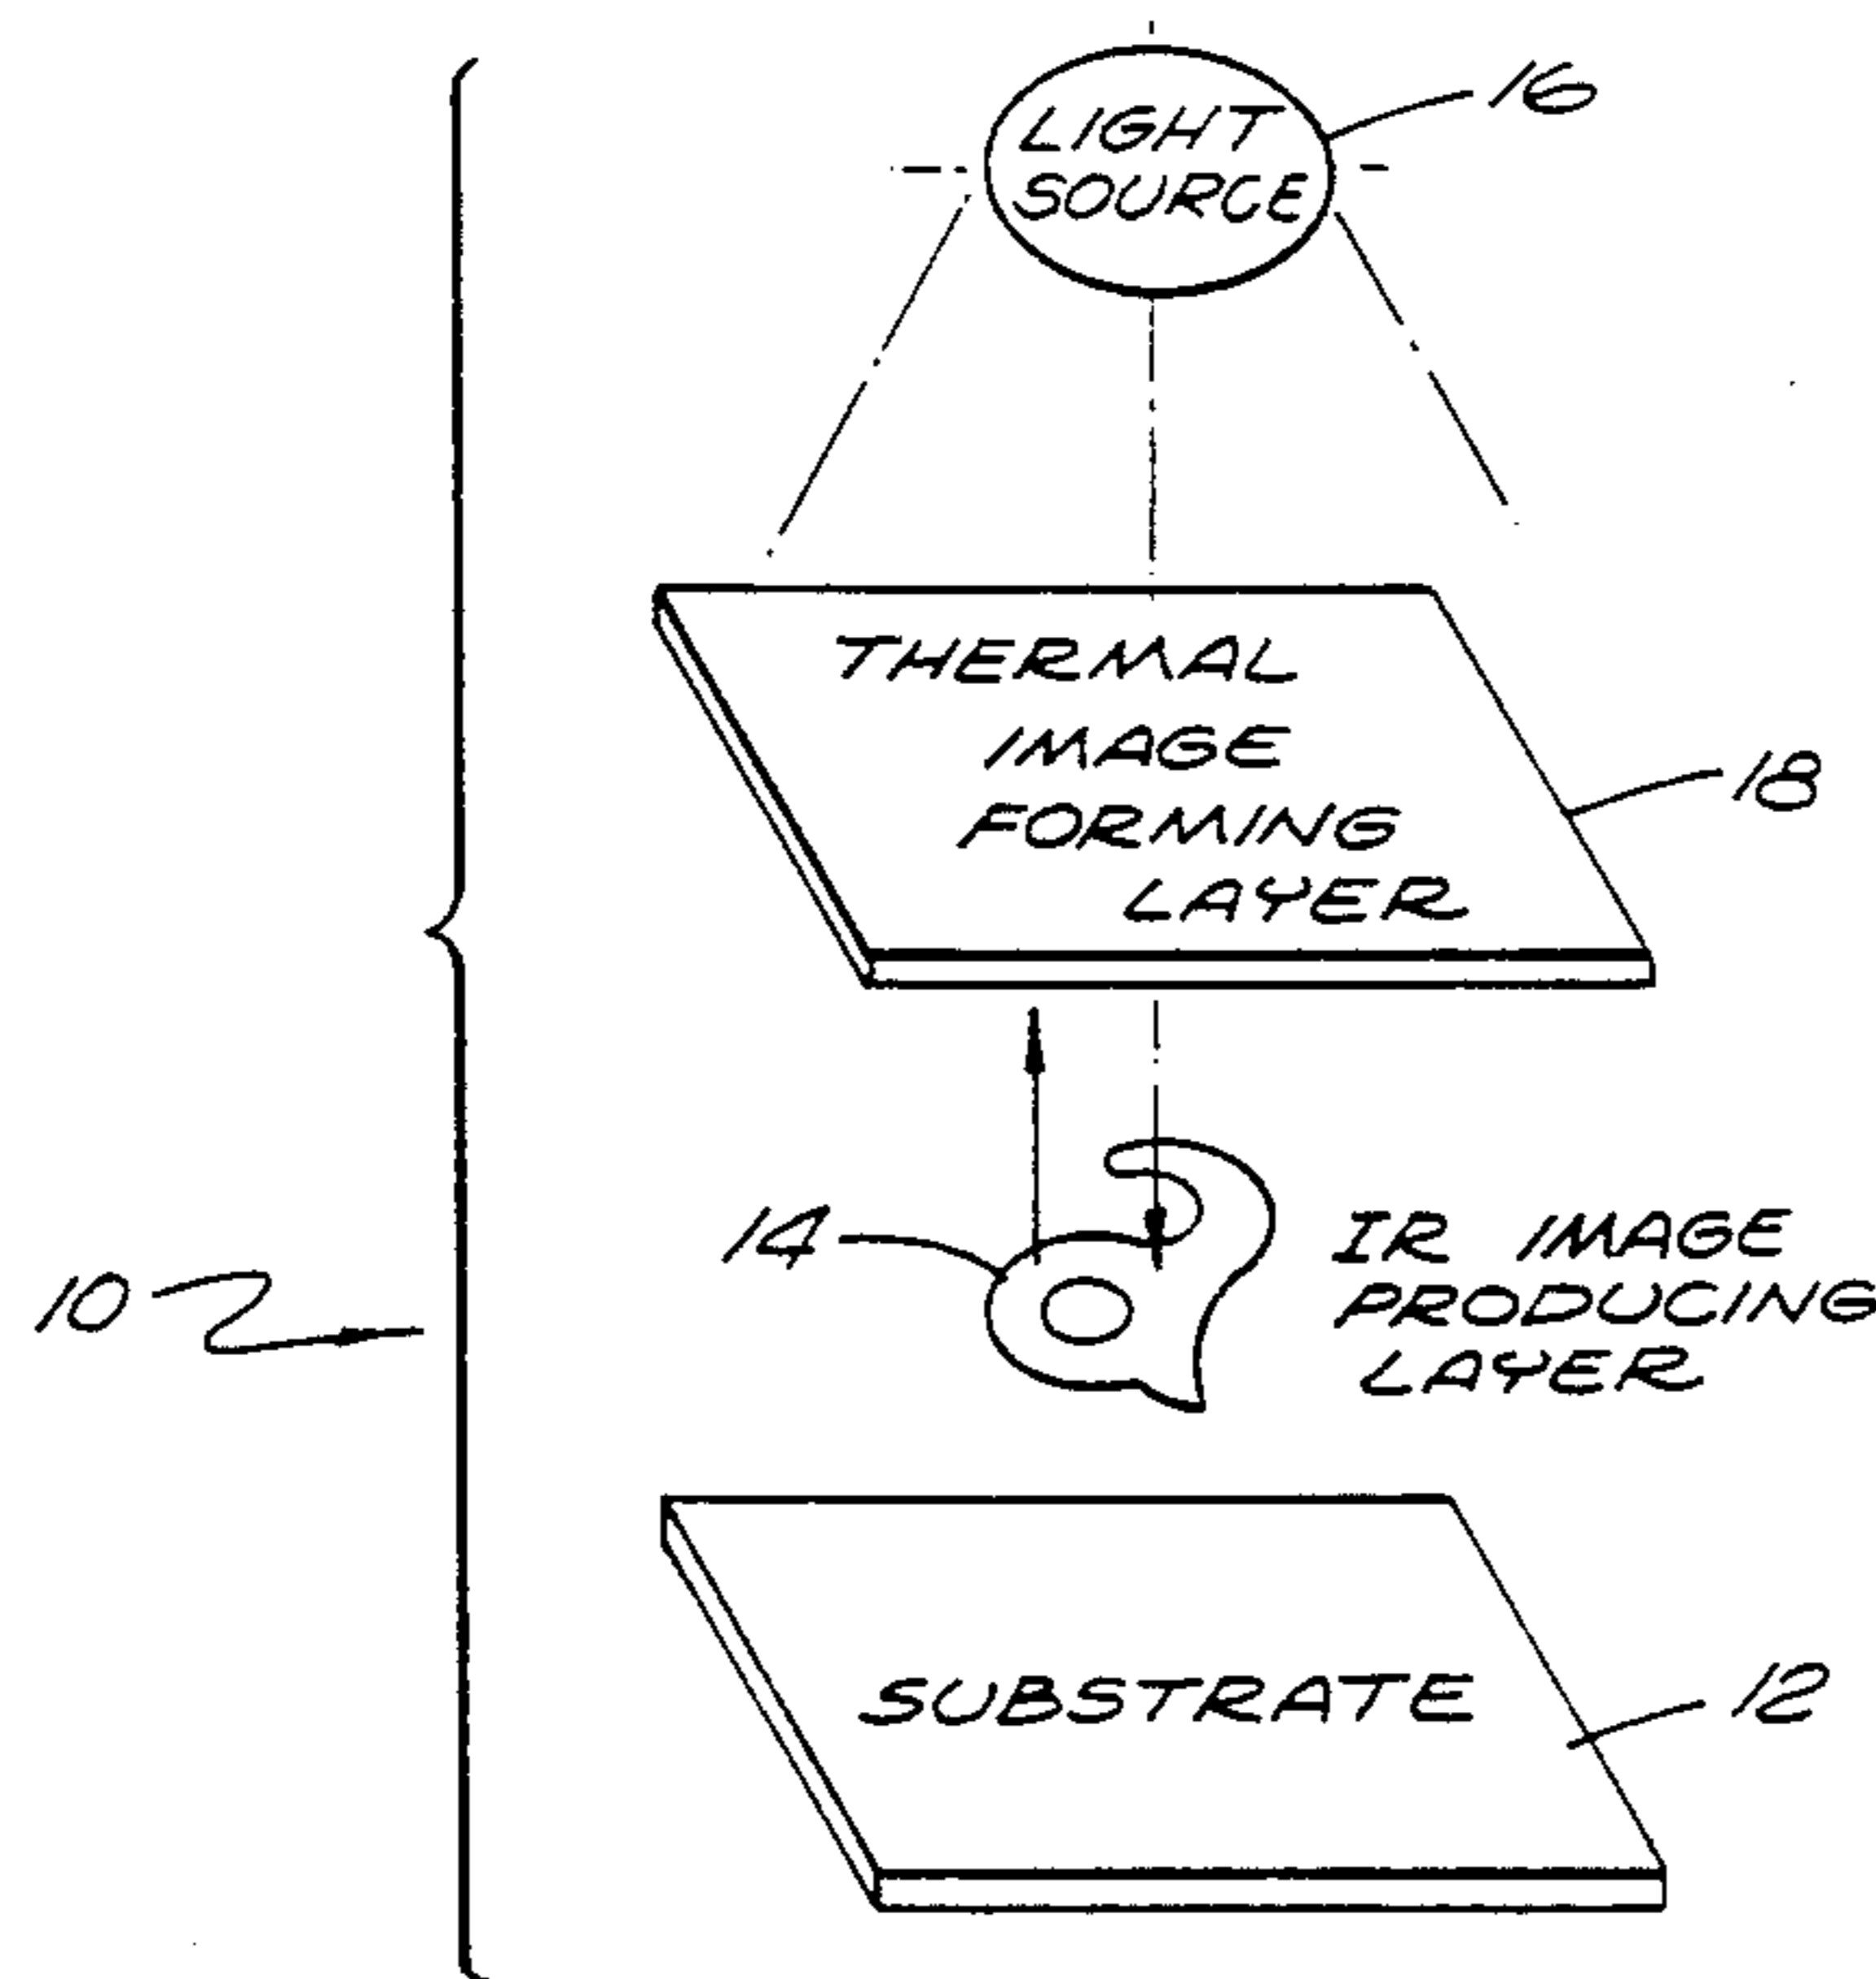 LIGHT
SOURCE
16
THERMAL
IMAGE
FORMING
LAYER
18
14
IR IMAGE
PRODUCING
LAYER
10
SUBSTRATE
12